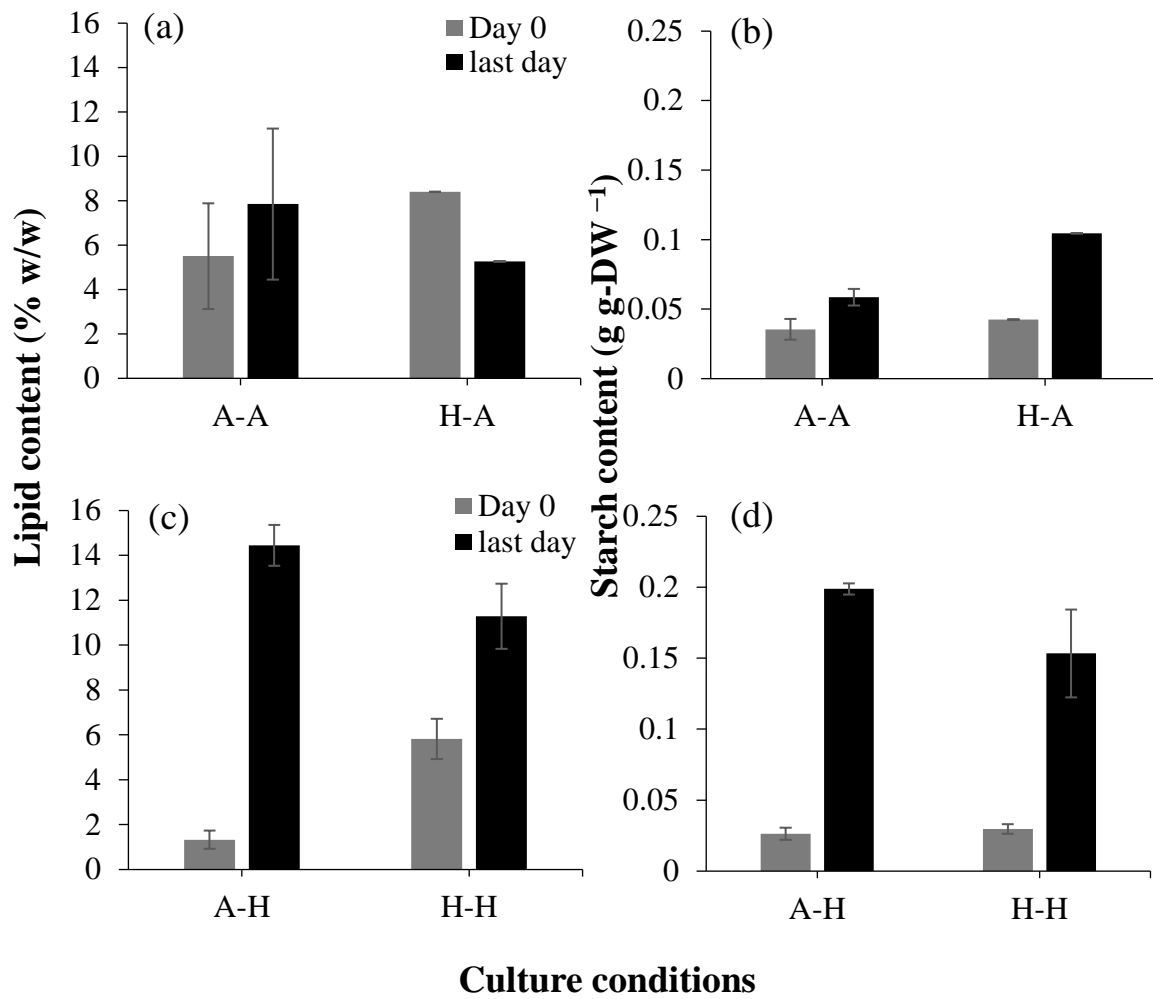 Lipid content (% w/w)
(a)
Day 0
last day
16
14
12
10
8
6
4
2
0
A-A
H-A
Starch content (g g-DW ⁻¹)
(b)
0.25
0.2
0.15
0.1
0.05
0
A-A
H-A
(c)
Day 0
last day
16
14
12
10
8
6
4
2
0
A-H
H-H
(d)
0.25
0.2
0.15
0.1
0.05
0
A-H
H-H
Culture conditions